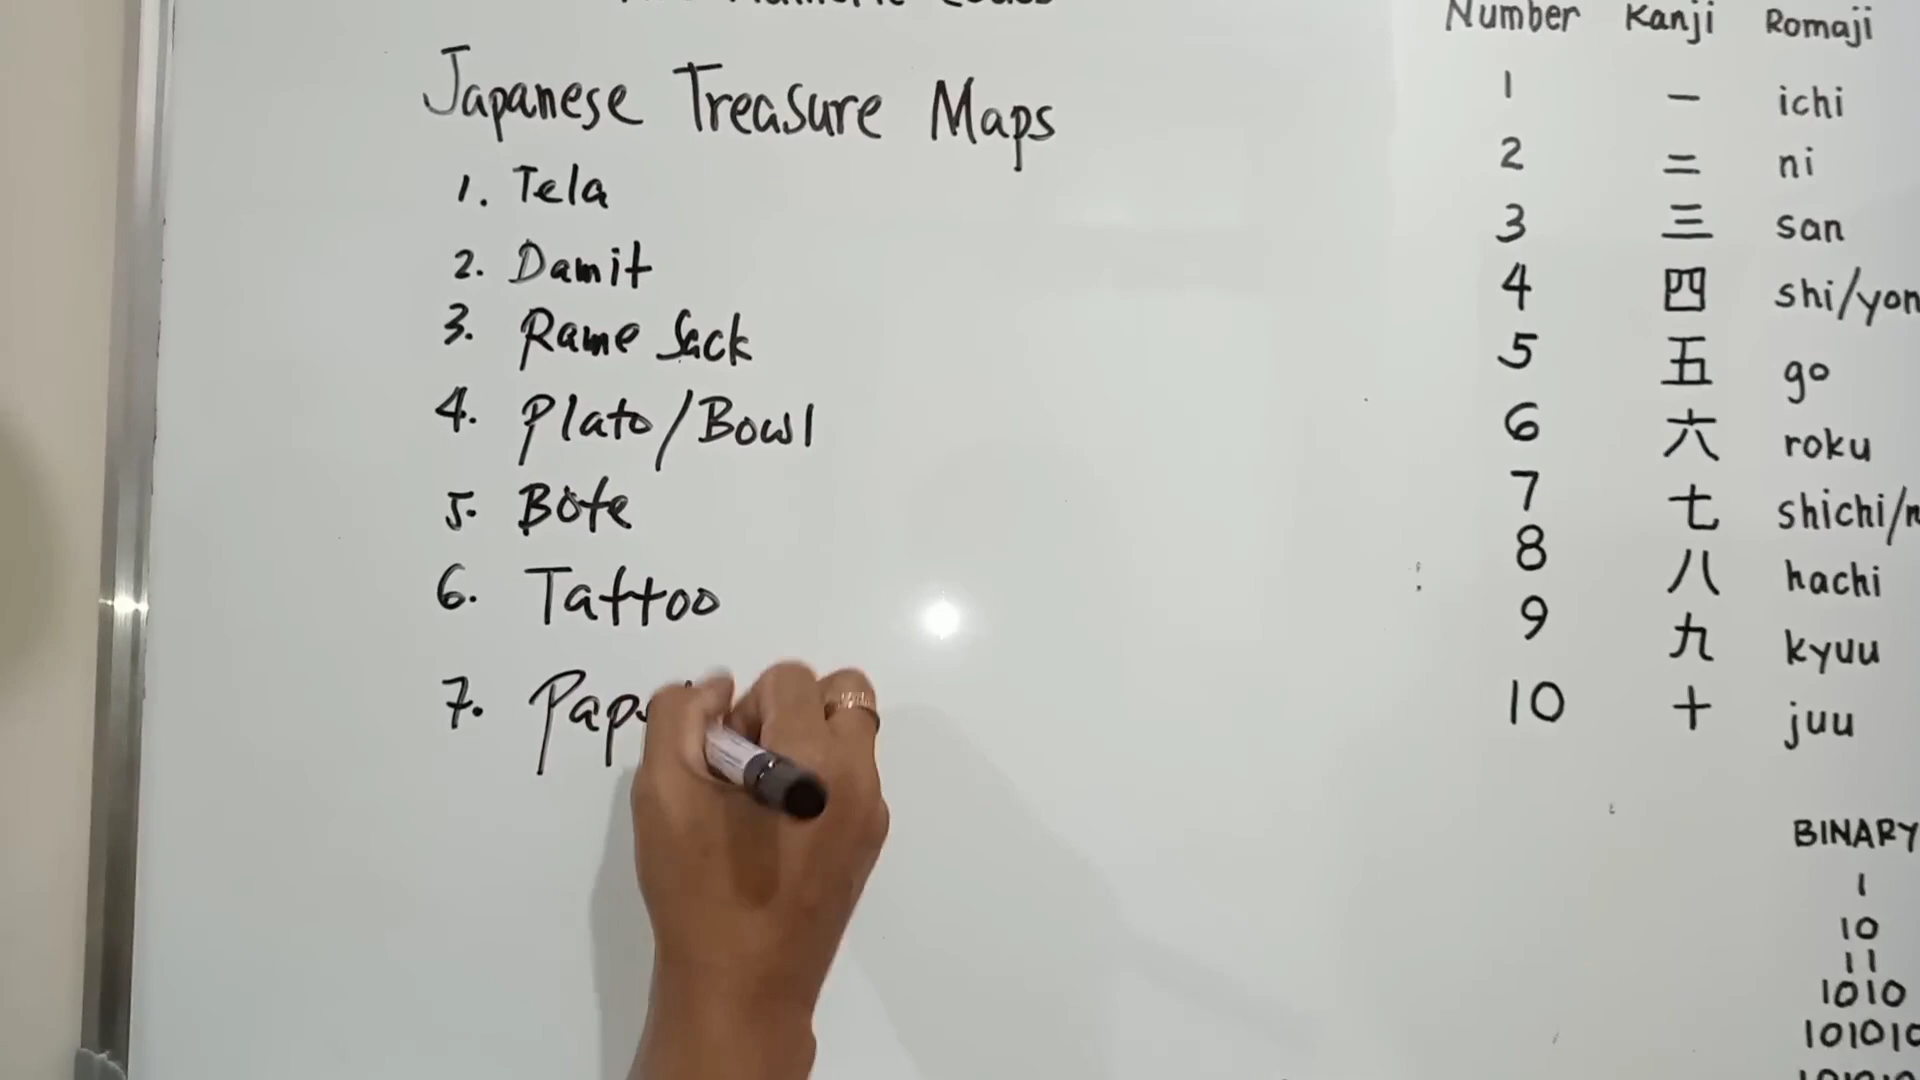 Japanese Treasure Maps
1. Tela
2. Damit
3. Rame Sack
4. Plato/Bowl
5. Bote
6. Tattoo
7.
Number Kanji Romaji
1 一 ichi
2 二 ni
3 三 san
4 四 shi/yon
5 五 go
6 六 roku
7 七 shichi/
8 八 hachi
9 九 kyuu
10 十 juu
BINARY
1
10
11
1010